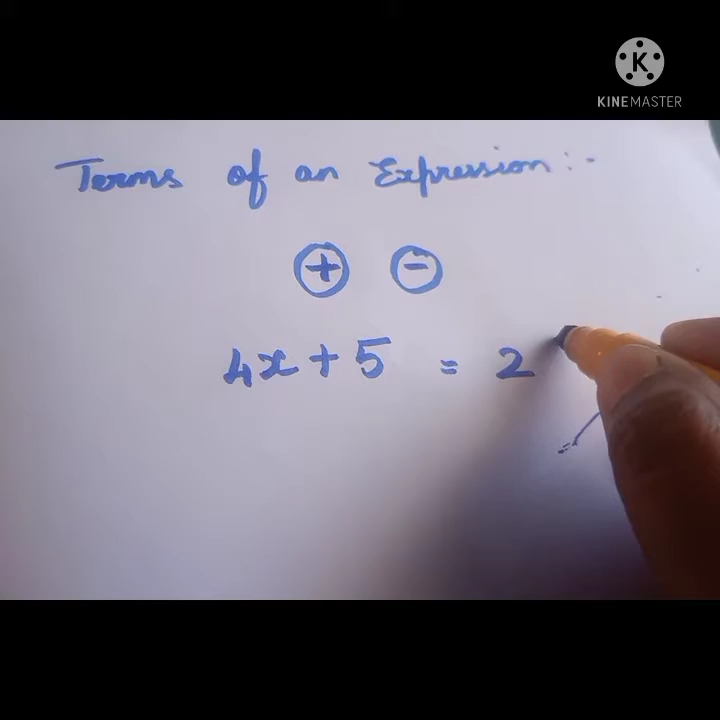 K
KINEMASTER
Terms of an Expression :-
+ -
4x + 5 = 2